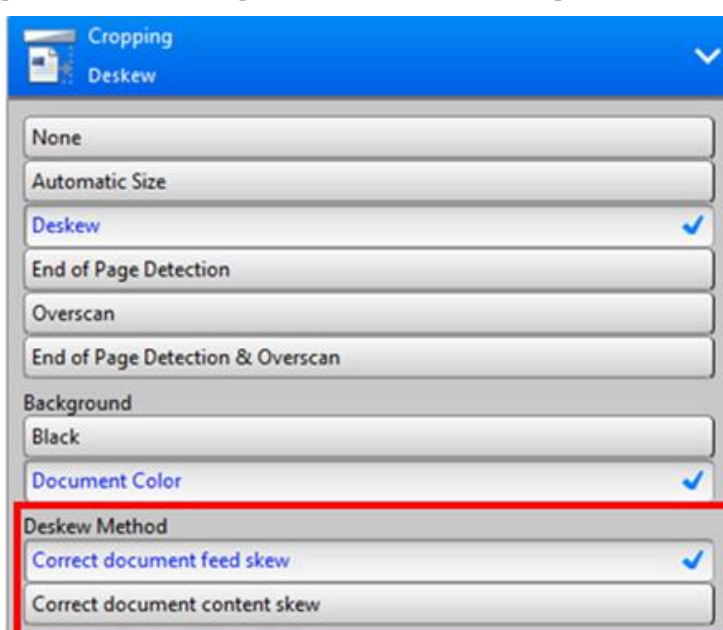 Cropping
Deskew
None
Automatic Size
Deskew
End of Page Detection
Overscan
End of Page Detection & Overscan
Background
Black
Document Color
Deskew Method
Correct document feed skew
Correct document content skew